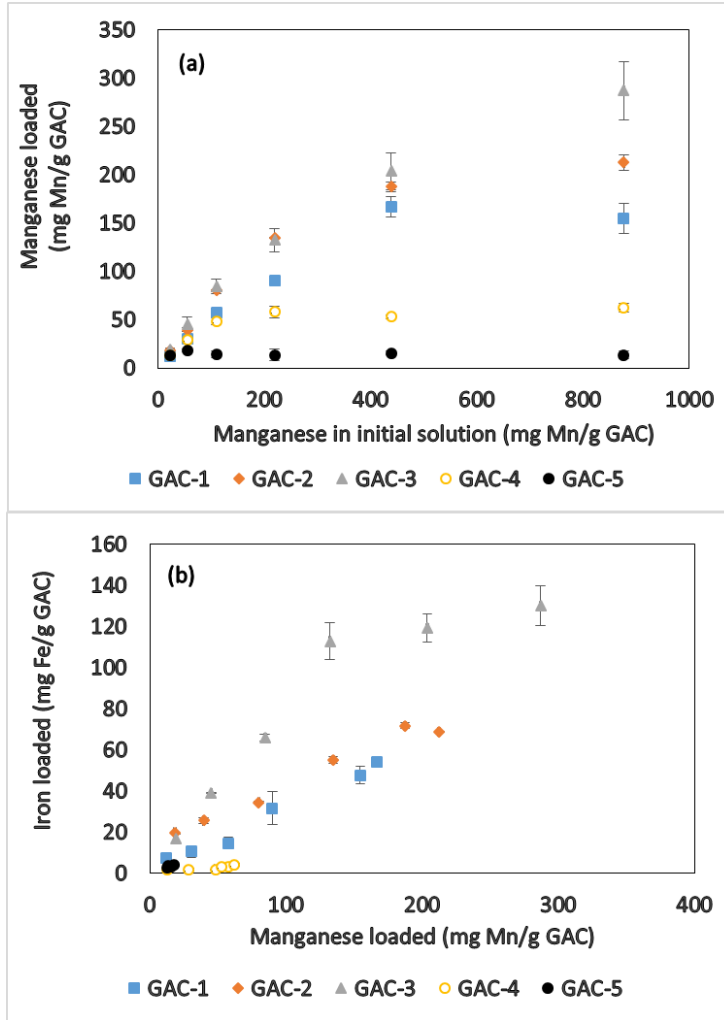 (a)
Manganese loaded
(mg Mn/g GAC)
350
300
250
200
150
100
50
0
0 200 400 600 800 1000
Manganese in initial solution (mg Mn/g GAC)
GAC-1 GAC-2 GAC-3 GAC-4 GAC-5
(b)
Iron loaded (mg Fe/g GAC)
160
140
120
100
80
60
40
20
0
0 100 200 300 400
Manganese loaded (mg Mn/g GAC)
GAC-1 GAC-2 GAC-3 GAC-4 GAC-5